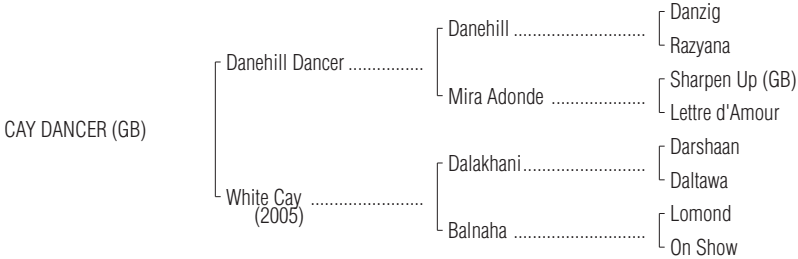 Danzig
Danehill ............................
Razyana
Danehill Dancer ................
Sharpen Up (GB)
Mira Adonde ....................
Lettre d'Amour
CAY DANCER (GB)
Darshaan
Dalakhani..........................
Daltawa
White Cay ........................
(2005)
Lomond
Balnaha ............................
On Show